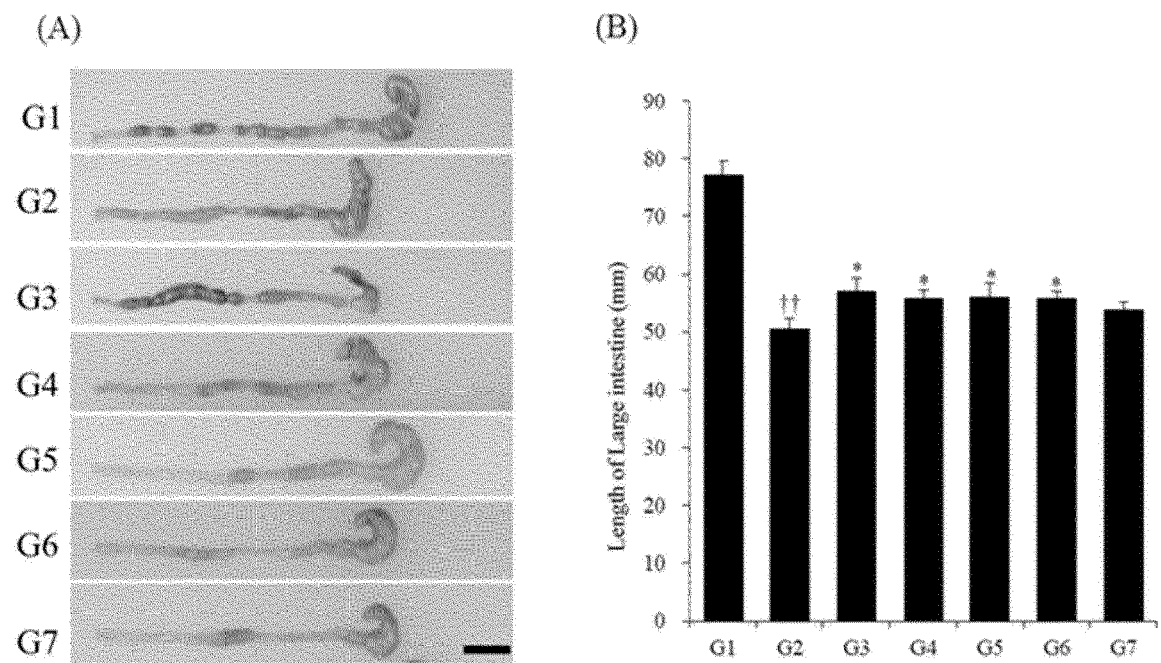 (A)
G1
G2
G3
G4
G5
G6
G7
(B)
Length of Large intestine (mm)
90
80
70
60
50
40
30
20
10
0
††
*
*
*
*
G1 G2 G3 G4 G5 G6 G7